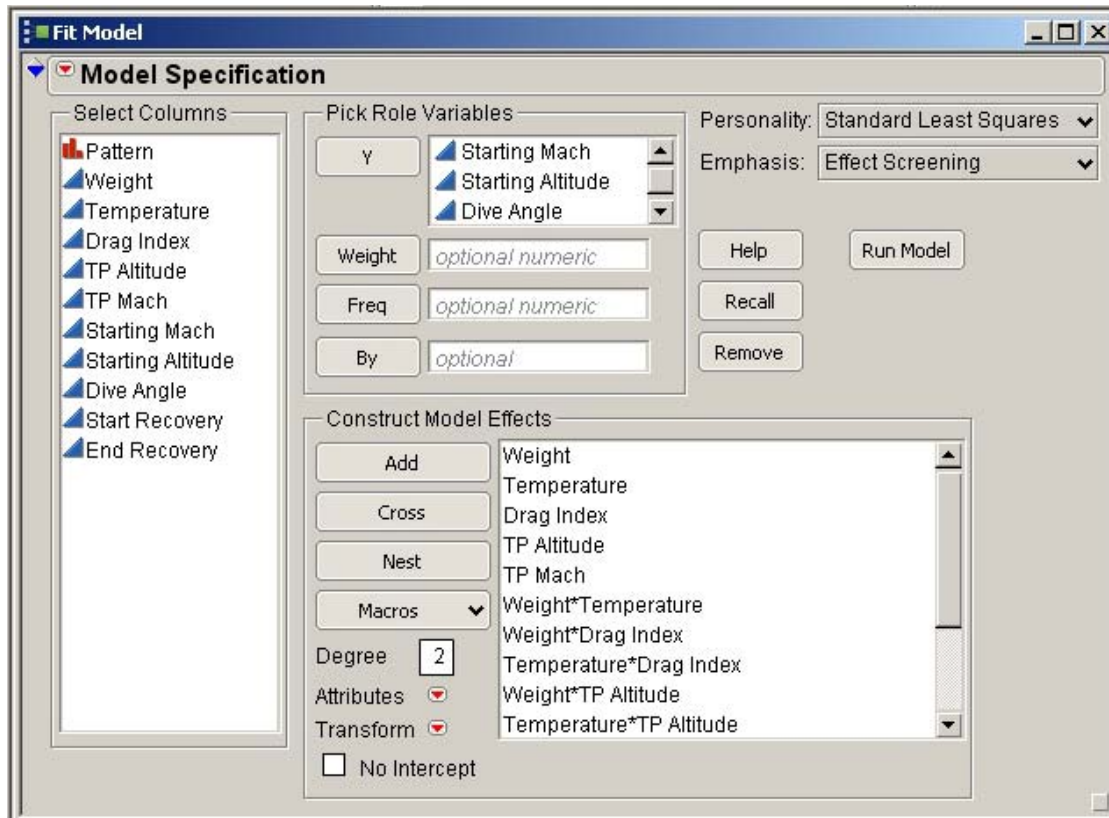 Fit Model
Model Specification
Select Columns
Pattern
Weight
Temperature
Drag Index
TP Altitude
TP Mach
Starting Mach
Starting Altitude
Dive Angle
Start Recovery
End Recovery
Pick Role Variables
Y
Starting Mach
Starting Altitude
Dive Angle
Weight
optional numeric
Freq
optional numeric
By
optional
Personality: Standard Least Squares
Emphasis: Effect Screening
Help
Run Model
Recall
Remove
Construct Model Effects
Add
Cross
Nest
Macros
Degree 2
Attributes
Transform
No Intercept
Weight
Temperature
Drag Index
TP Altitude
TP Mach
Weight*Temperature
Weight*Drag Index
Temperature*Drag Index
Weight*TP Altitude
Temperature*TP Altitude